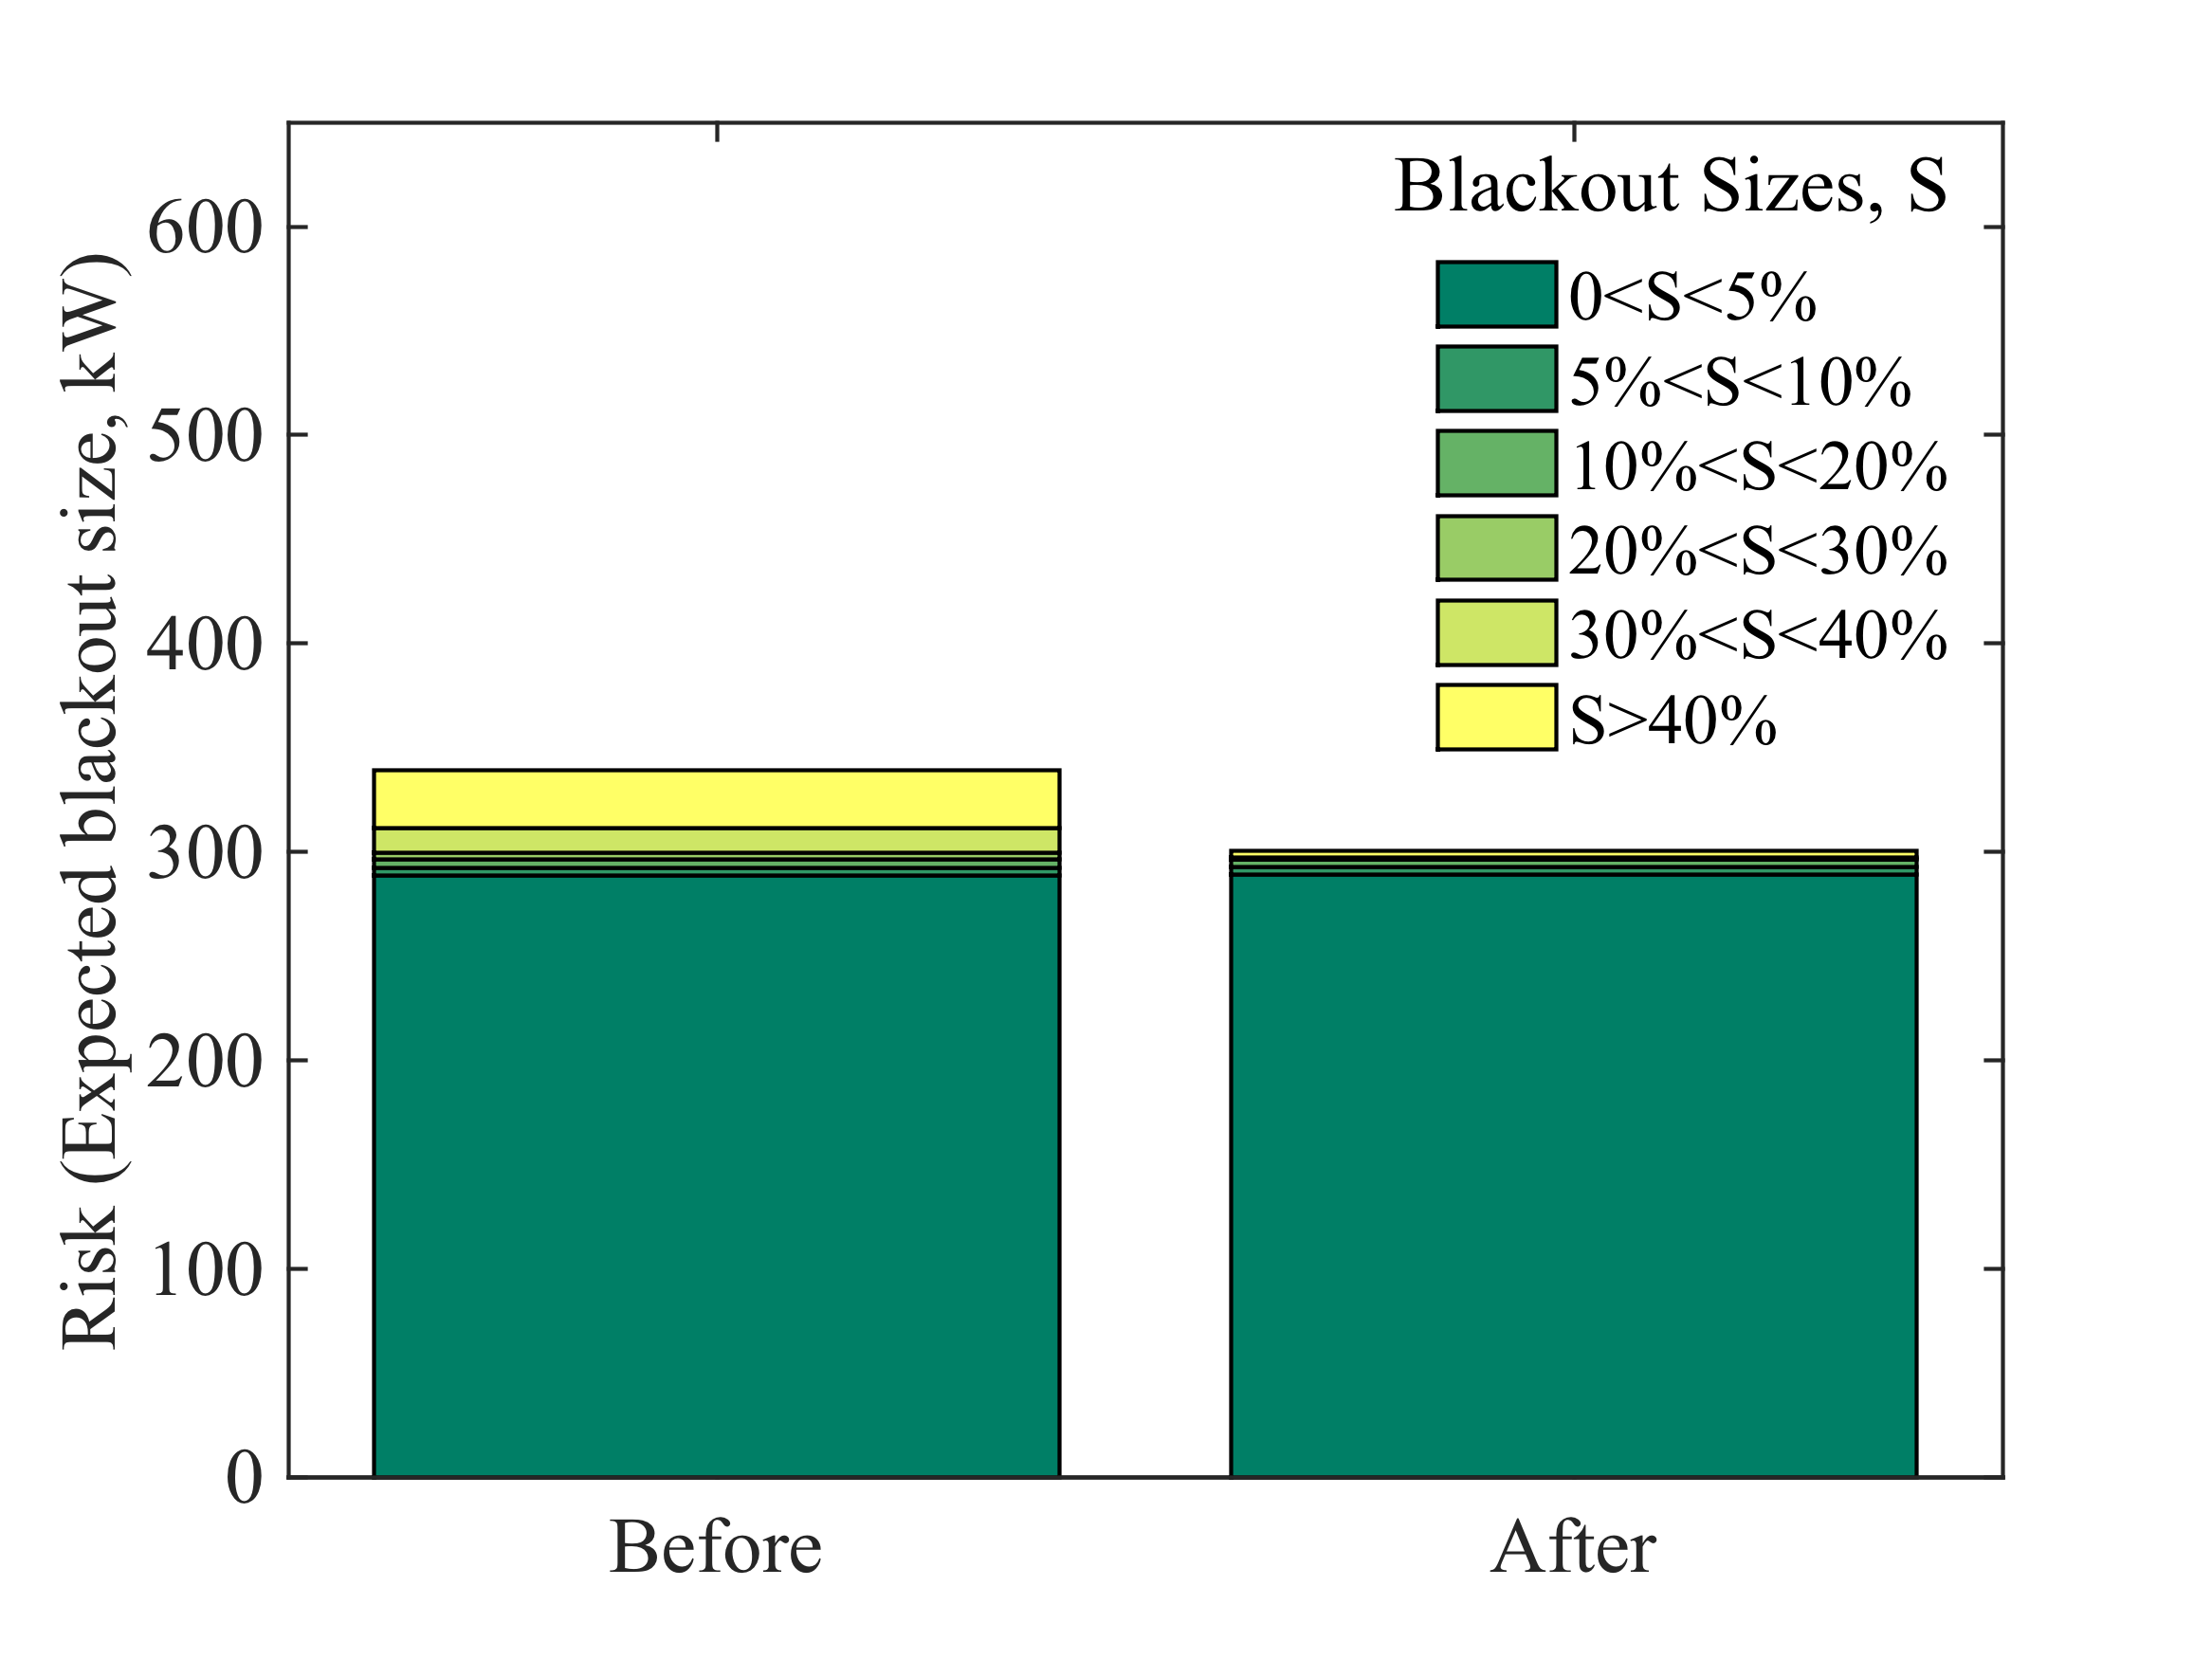 Risk (Expected blackout size, kW)
600
500
400
300
200
100
0
Before
After
Blackout Sizes, S
0<S<5%
5%<S<10%
10%<S<20%
20%<S<30%
30%<S<40%
S>40%